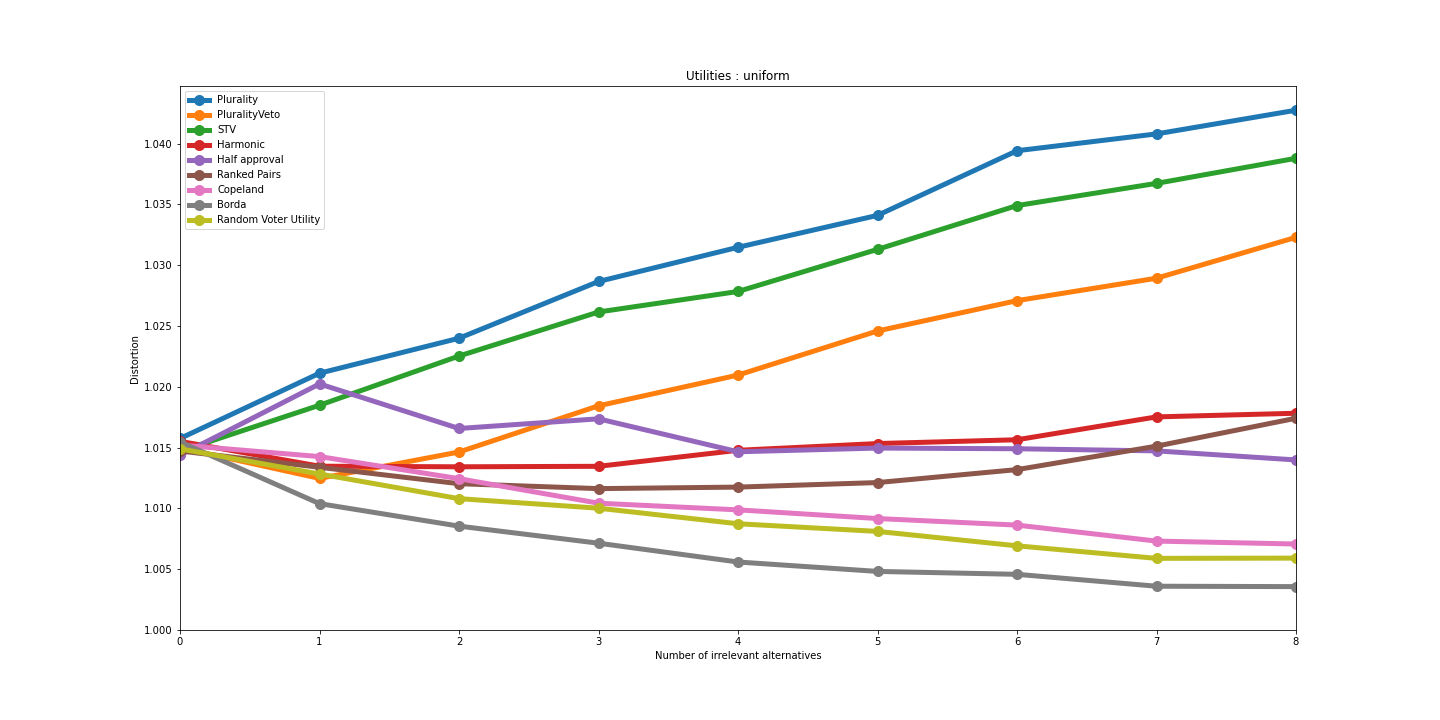 Utilities : uniform
Plurality
PluralityVeto
STV
Harmonic
Half approval
Ranked Pairs
Copeland
Borda
Random Voter Utility
1.040
1.035
1.030
1.025
1.020
1.015
1.010
1.005
1.000
Distortion
0 1 2 3 4 5 6 7 8
Number of irrelevant alternatives